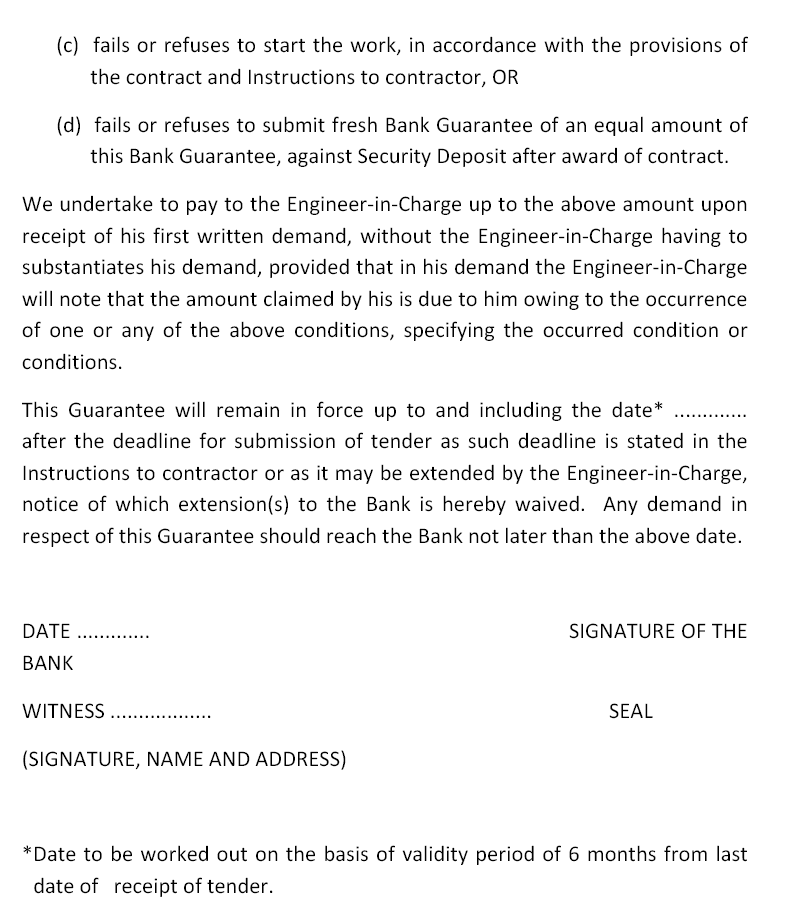 (c) fails or refuses to start the work, in accordance with the provisions of
the contract and Instructions to contractor, OR
(d) fails or refuses to submit fresh Bank Guarantee of an equal amount of
this Bank Guarantee, against Security Deposit after award of contract.
We undertake to pay to the Engineer-in-Charge up to the above amount upon
receipt of his first written demand, without the Engineer-in-Charge having to
substantiates his demand, provided that in his demand the Engineer-in-Charge
will note that the amount claimed by his is due to him owing to the occurrence
of one or any of the above conditions, specifying the occurred condition or
conditions.
This Guarantee will remain in force up to and including the date* .............
after the deadline for submission of tender as such deadline is stated in the
Instructions to contractor or as it may be extended by the Engineer-in-Charge,
notice of which extension(s) to the Bank is hereby waived. Any demand in
respect of this Guarantee should reach the Bank not later than the above date.
DATE ............. SIGNATURE OF THE
BANK
WITNESS .................. SEAL
(SIGNATURE, NAME AND ADDRESS)
*Date to be worked out on the basis of validity period of 6 months from last
date of receipt of tender.